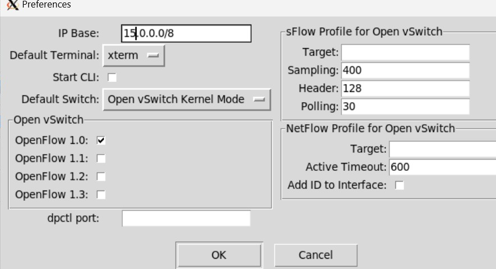 Preferences
IP Base: 15.0.0.0/8
Default Terminal: xterm
Start CLI:
Default Switch: Open vSwitch Kernel Mode
Open vSwitch
OpenFlow 1.0:
OpenFlow 1.1:
OpenFlow 1.2:
OpenFlow 1.3:
dpctl port:
sFlow Profile for Open vSwitch
Target:
Sampling: 400
Header: 128
Polling: 30
NetFlow Profile for Open vSwitch
Target:
Active Timeout: 600
Add ID to Interface:
OK
Cancel